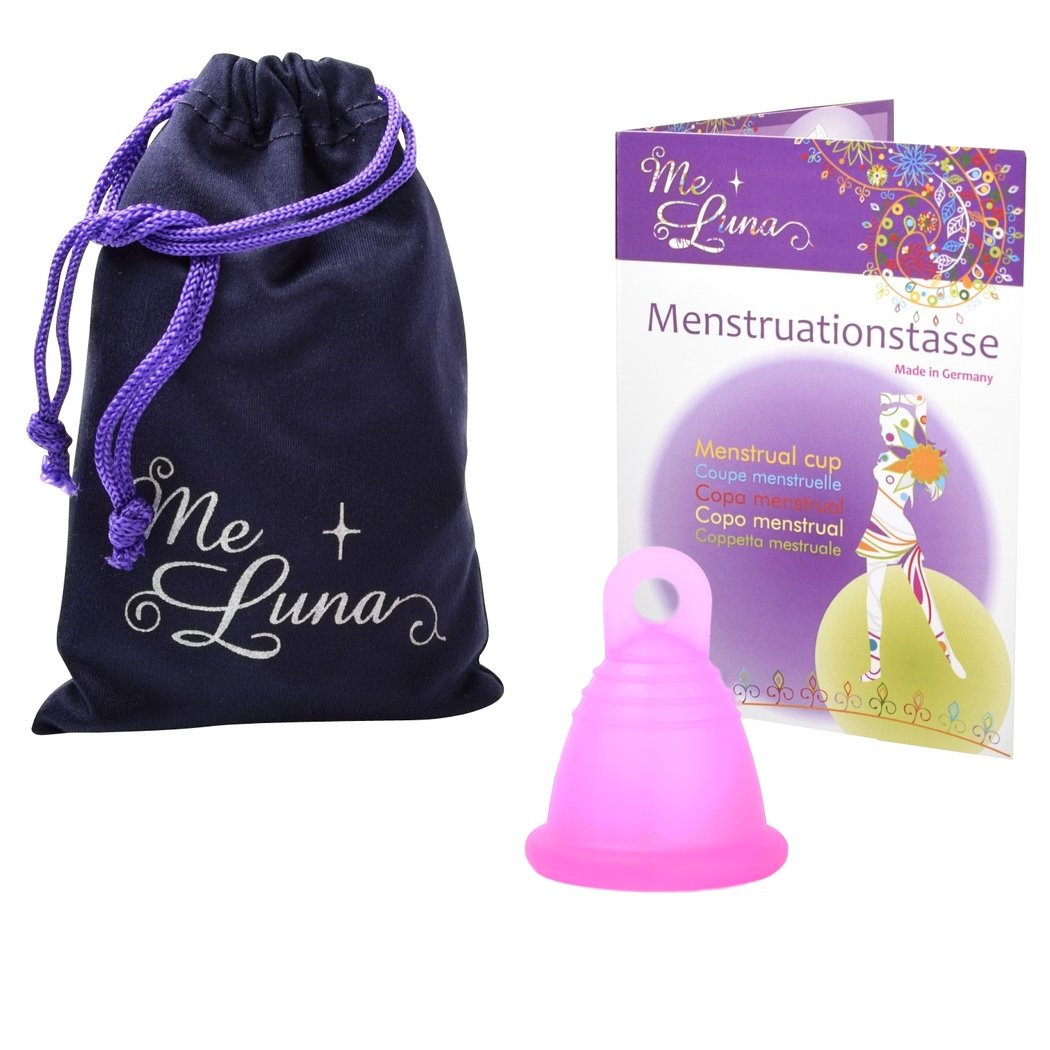 Me
Luna
Me
Luna
Menstruationstasse
Made in Germany
Menstrual cup
Coupe menstruelle
Copa menstrual
Copo menstrual
Coppetta mestruale